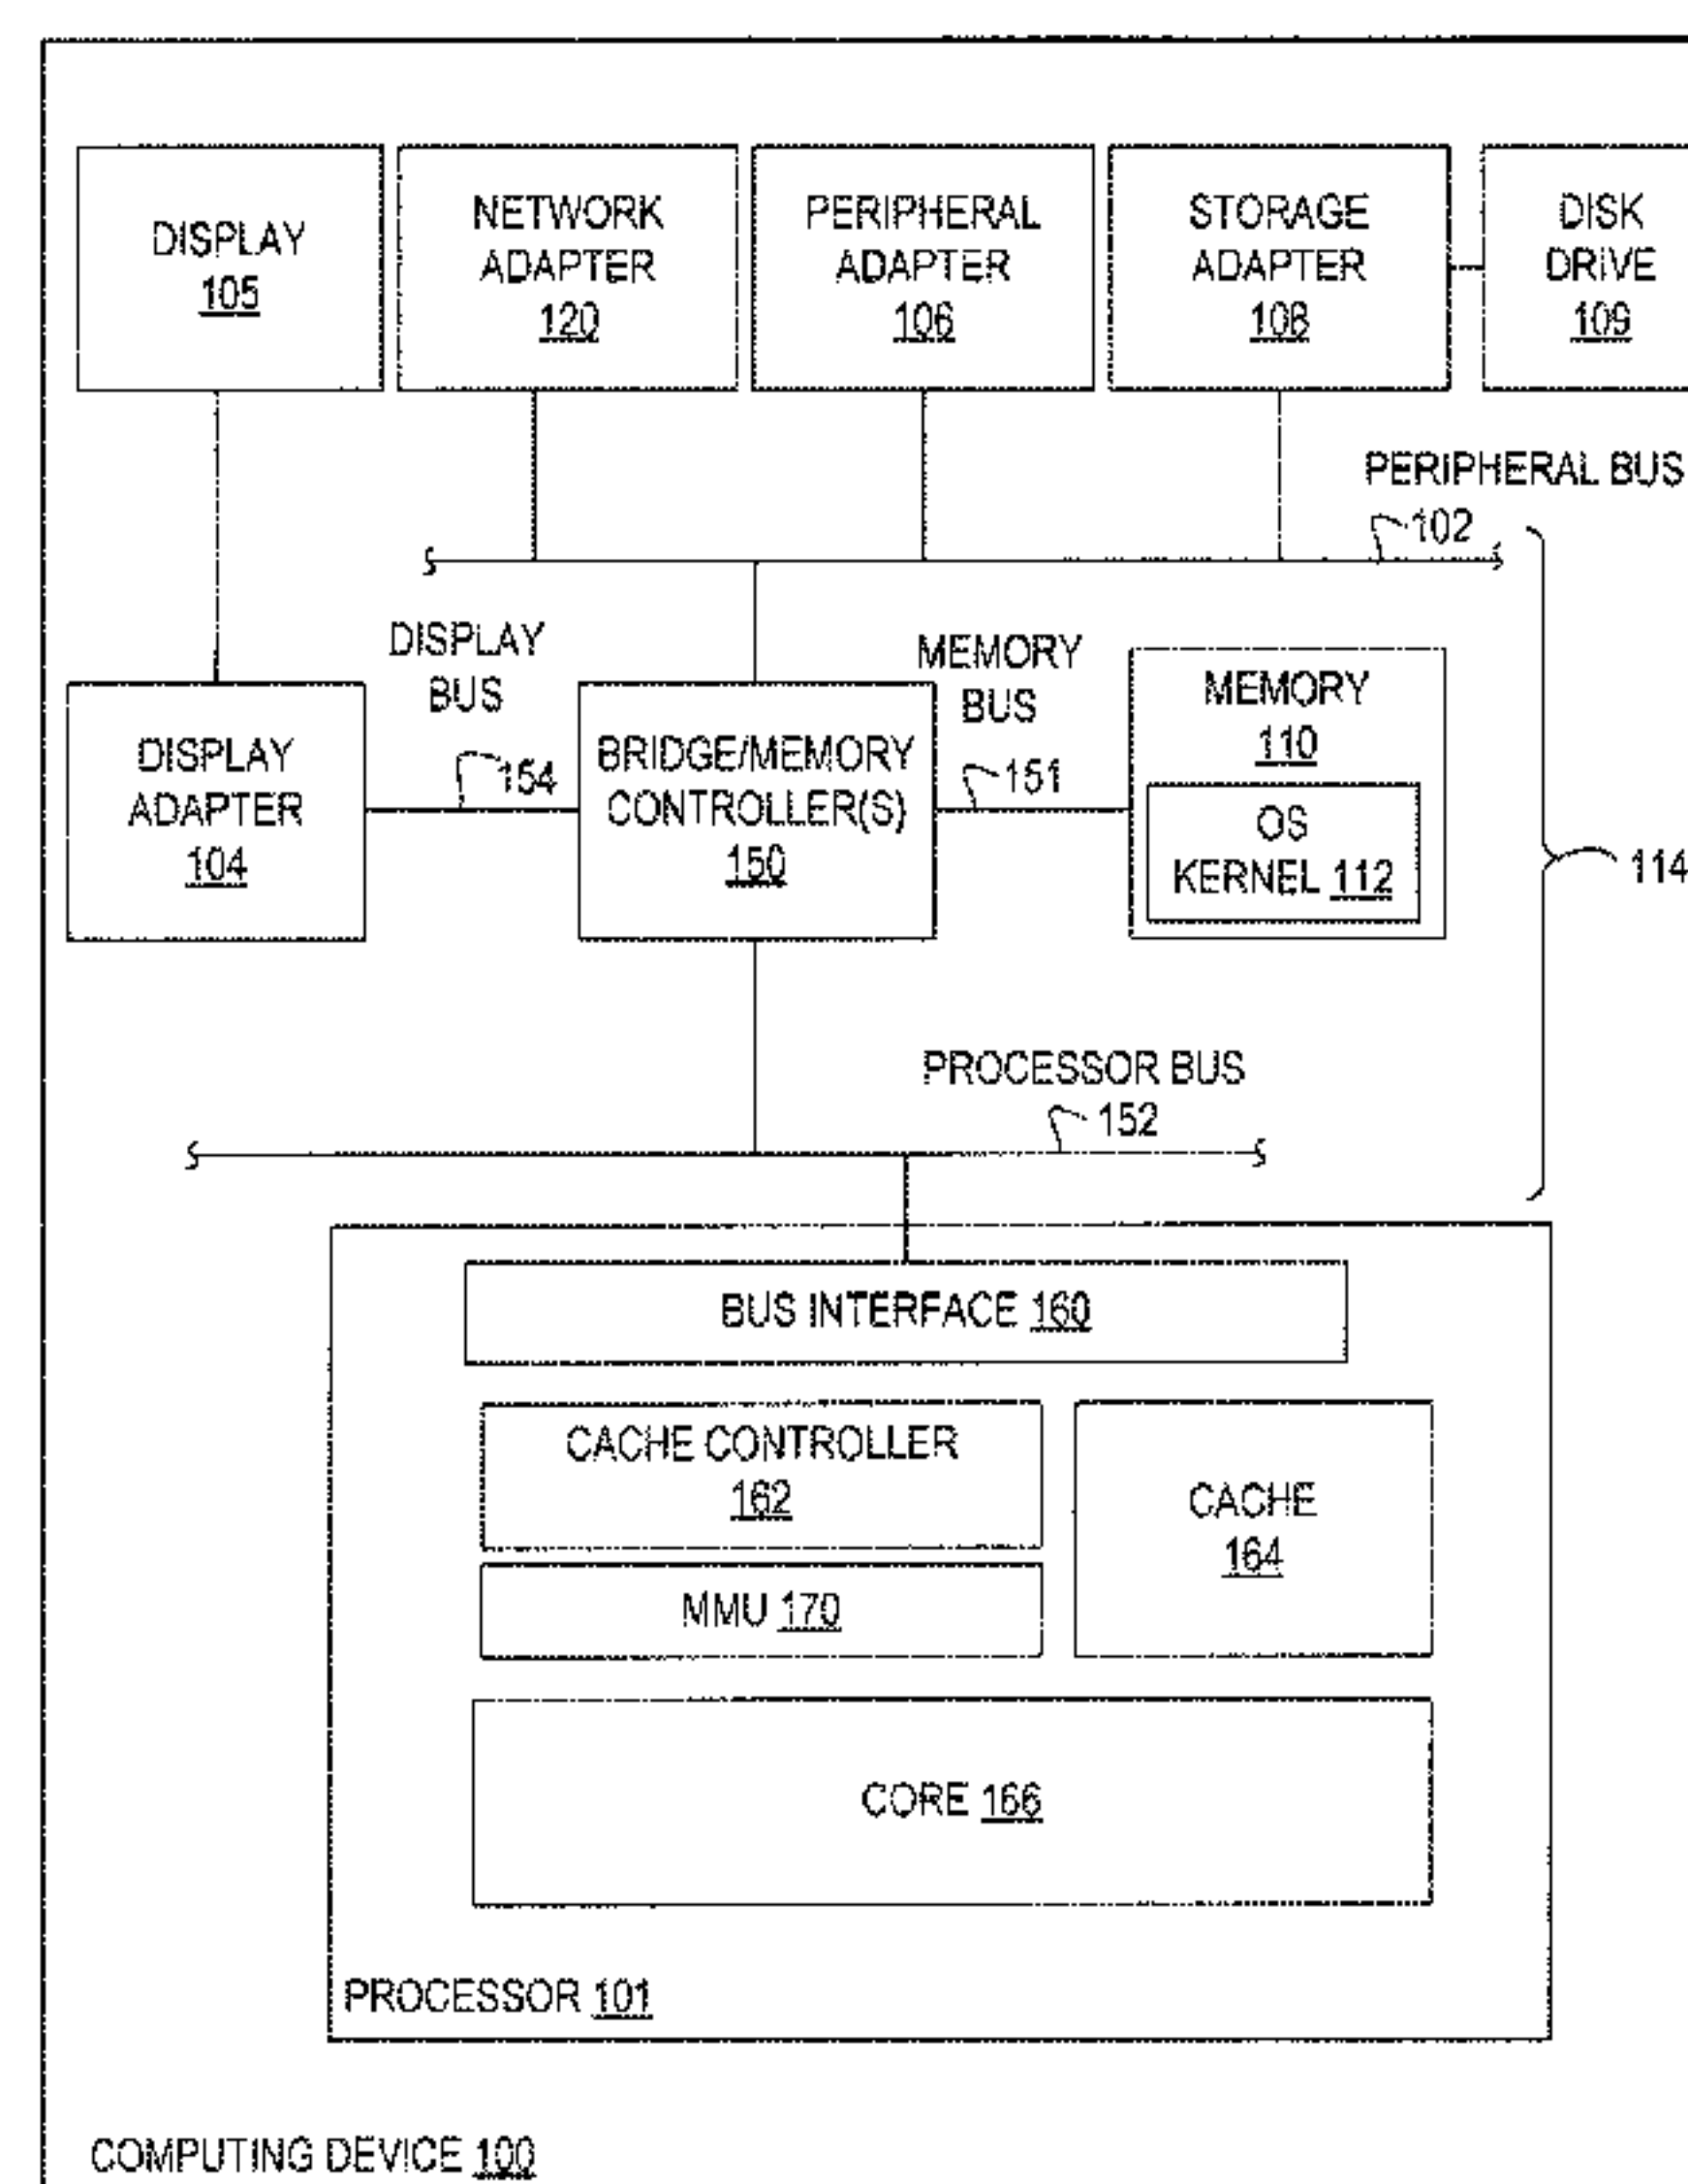 DISPLAY
105
NETWORK
ADAPTER
120
PERIPHERAL
ADAPTER
106
STORAGE
ADAPTER
108
DISK
DRIVE
109
PERIPHERAL BUS
102
DISPLAY
BUS
154
MEMORY
BUS
151
DISPLAY
ADAPTER
104
BRIDGE/MEMORY
CONTROLLER(S)
150
MEMORY
110
OS
KERNEL 112
114
PROCESSOR BUS
152
BUS INTERFACE 160
CACHE CONTROLLER
162
CACHE
164
MMU 170
CORE 166
PROCESSOR 101
COMPUTING DEVICE 100